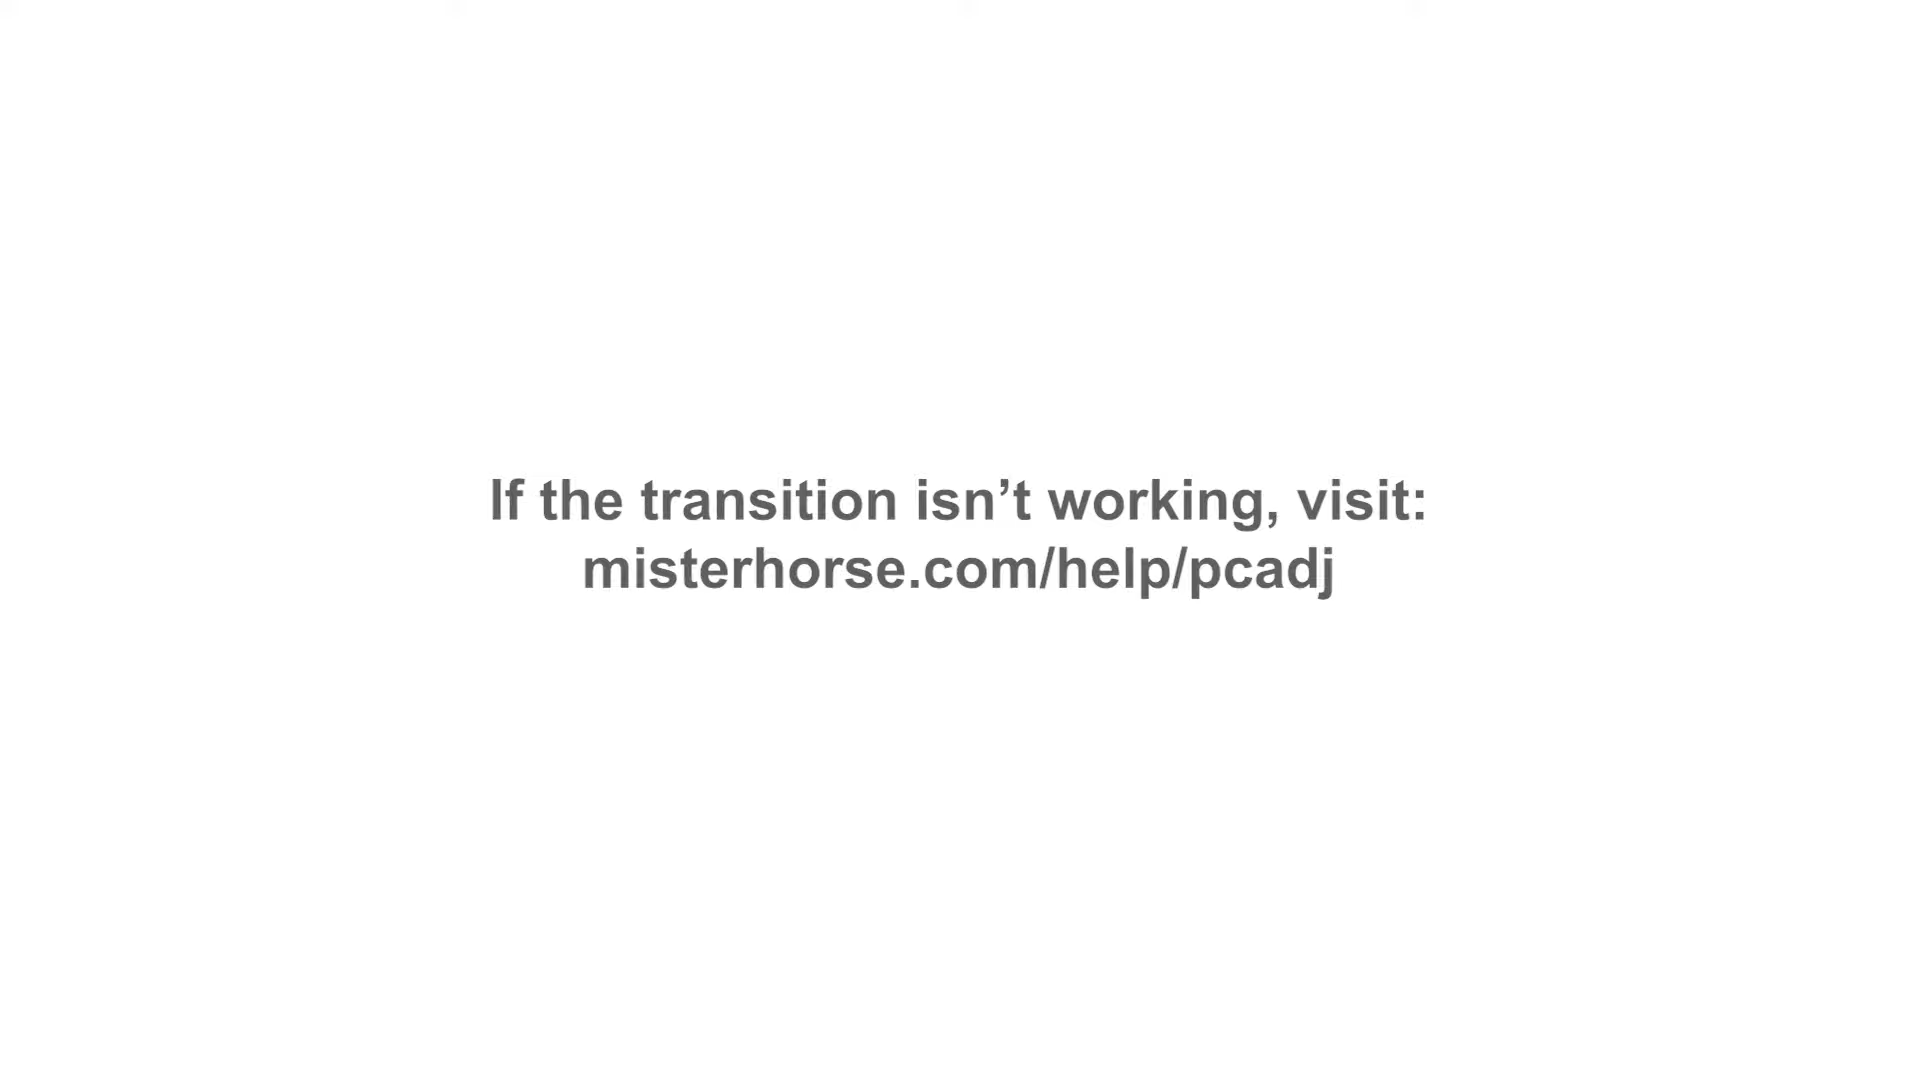 If the transition isn’t working, visit:
misterhorse.com/help/pcadj